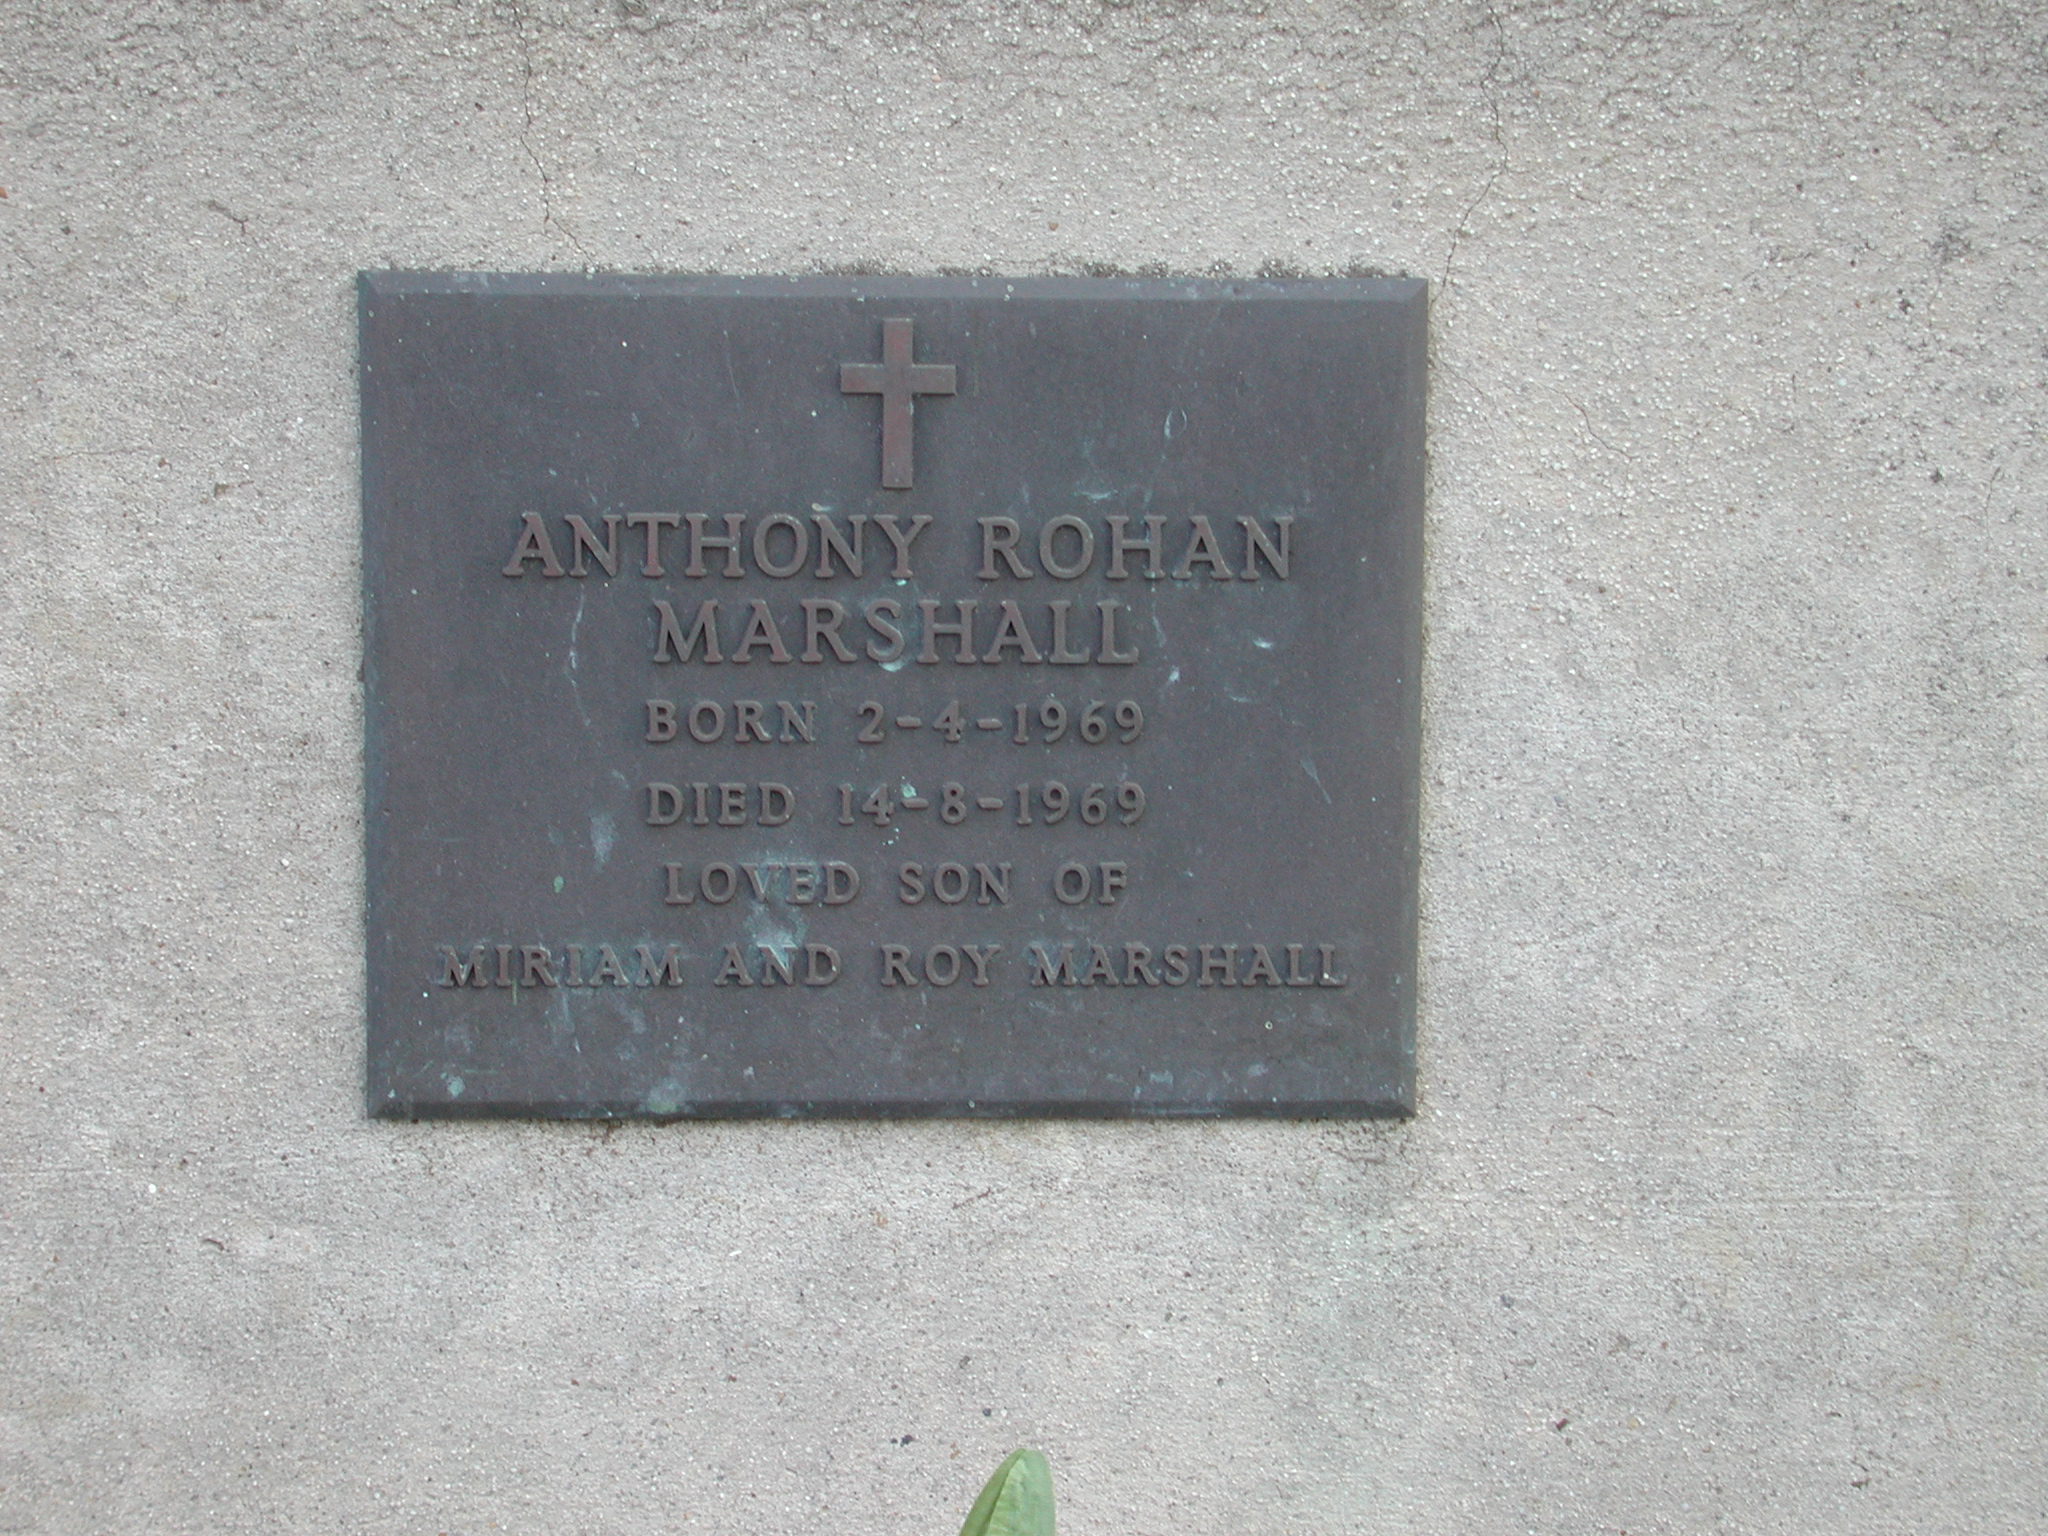 ANTHONY ROHAN
MARSHALL
BORN 2-4-1969
DIED 14-8-1969
LOVED SON OF
MIRIAM AND ROY MARSHALL